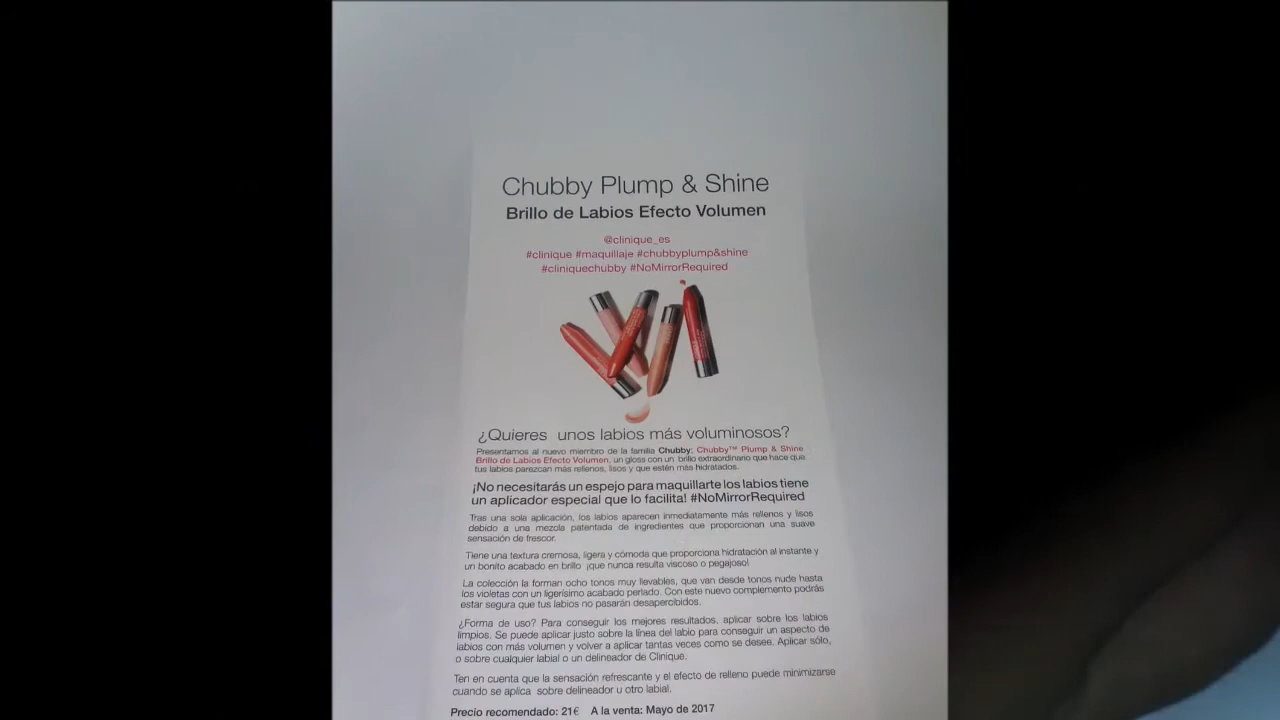 Chubby Plump & Shine
Brillo de Labios Efecto Volumen
@clinique_es
#clinique #maquillaje #chubbyplump&shine
#cliniquechubby #NoMirrorRequired
¿Quieres unos labios más voluminosos?
Presentamos al nuevo miembro de la familia Chubby: Chubby™ Plump & Shine
Brillo de Labios Efecto Volumen, un gloss con un brillo extraordinario que hace que
tus labios parezcan más rellenos, lisos y que estén más hidratados.
¡No necesitarás un espejo para maquillarte los labios tiene
un aplicador especial que lo facilita! #NoMirrorRequired
Tras una sola aplicación, los labios aparecen inmediatamente más rellenos y lisos
debido a una mezcla patentada de ingredientes que proporcionan una suave
sensación de frescor.
Tiene una textura cremosa, ligera y cómoda que proporciona hidratación al instante y
un bonito acabado en brillo ¡que nunca resulta viscoso o pegajoso!
La colección la forman ocho tonos muy llevables, que van desde tonos nude hasta
los violetas con un ligerísimo acabado perlado. Con este nuevo complemento podrás
estar segura que tus labios no pasarán desapercibidos.
¿Forma de uso? Para conseguir los mejores resultados, aplicar sobre los labios
limpios. Se puede aplicar justo sobre la línea del labio para conseguir un aspecto de
labios con más volumen y volver a aplicar tantas veces como se desee. Aplicar sólo,
o sobre cualquier labial o un delineador de Clinique.
Ten en cuenta que la sensación refrescante y el efecto de relleno puede minimizarse
cuando se aplica sobre delineador u otro labial.
Precio recomendado: 21€ A la venta: Mayo de 2017